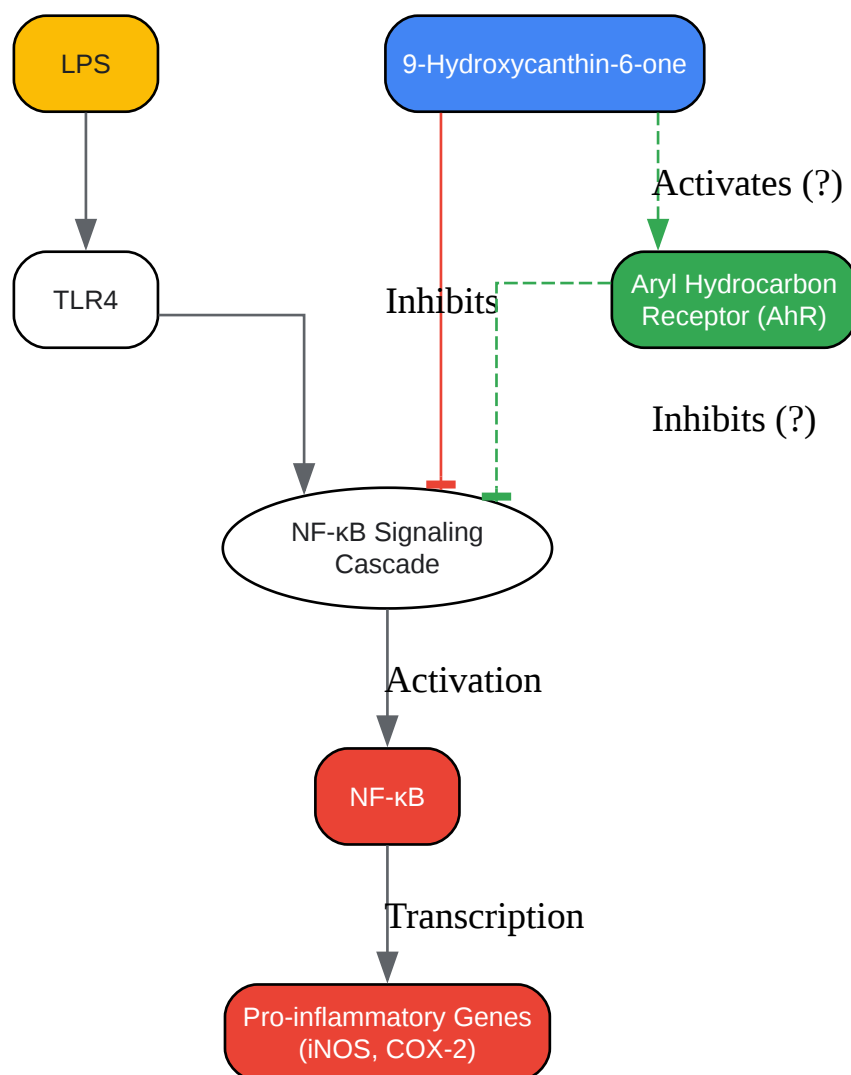 LPS
9-Hydroxycanthin-6-one
Activates (?)
TLR4
Inhibits
Aryl Hydrocarbon
Receptor (AhR)
Inhibits (?)
NF-κB Signaling
Cascade
Activation
NF-κB
Transcription
Pro-inflammatory Genes
(iNOS, COX-2)